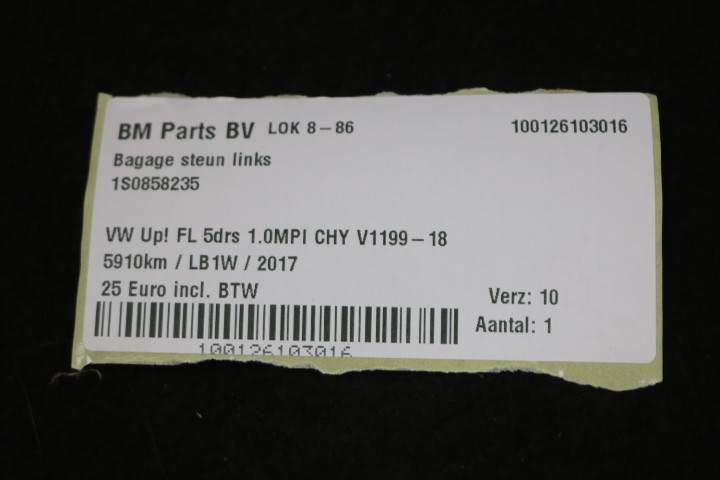 BM Parts BV LOK 8-86 100126103016
Bagage steun links
1S0858235
VW Up! FL 5drs 1.0MPI CHY V1199-18
5910km / LB1W / 2017
25 Euro incl. BTW Verz: 10
Aantal: 1
100126103016